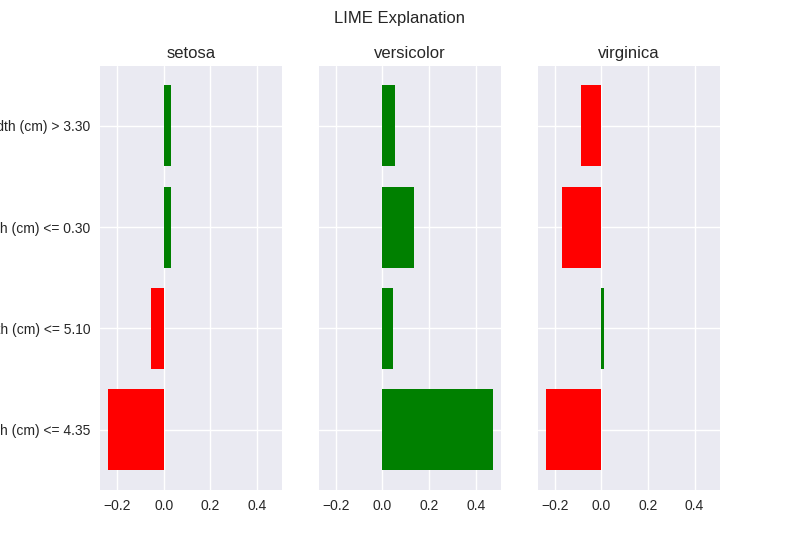 LIME Explanation
setosa versicolor virginica
(cm) > 3.30
(cm) <= 0.30
(cm) <= 5.10
(cm) <= 4.35
−0.2 0.0 0.2 0.4 −0.2 0.0 0.2 0.4 −0.2 0.0 0.2 0.4